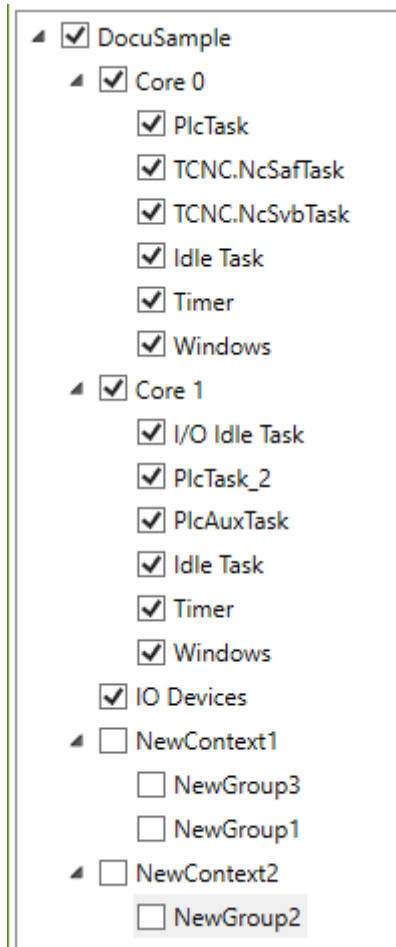 DocuSample
Core 0
PlcTask
TCNC.NcSafTask
TCNC.NcSvbTask
Idle Task
Timer
Windows
Core 1
I/O Idle Task
PlcTask_2
PlcAuxTask
Idle Task
Timer
Windows
IO Devices
NewContext1
NewGroup3
NewGroup1
NewContext2
NewGroup2